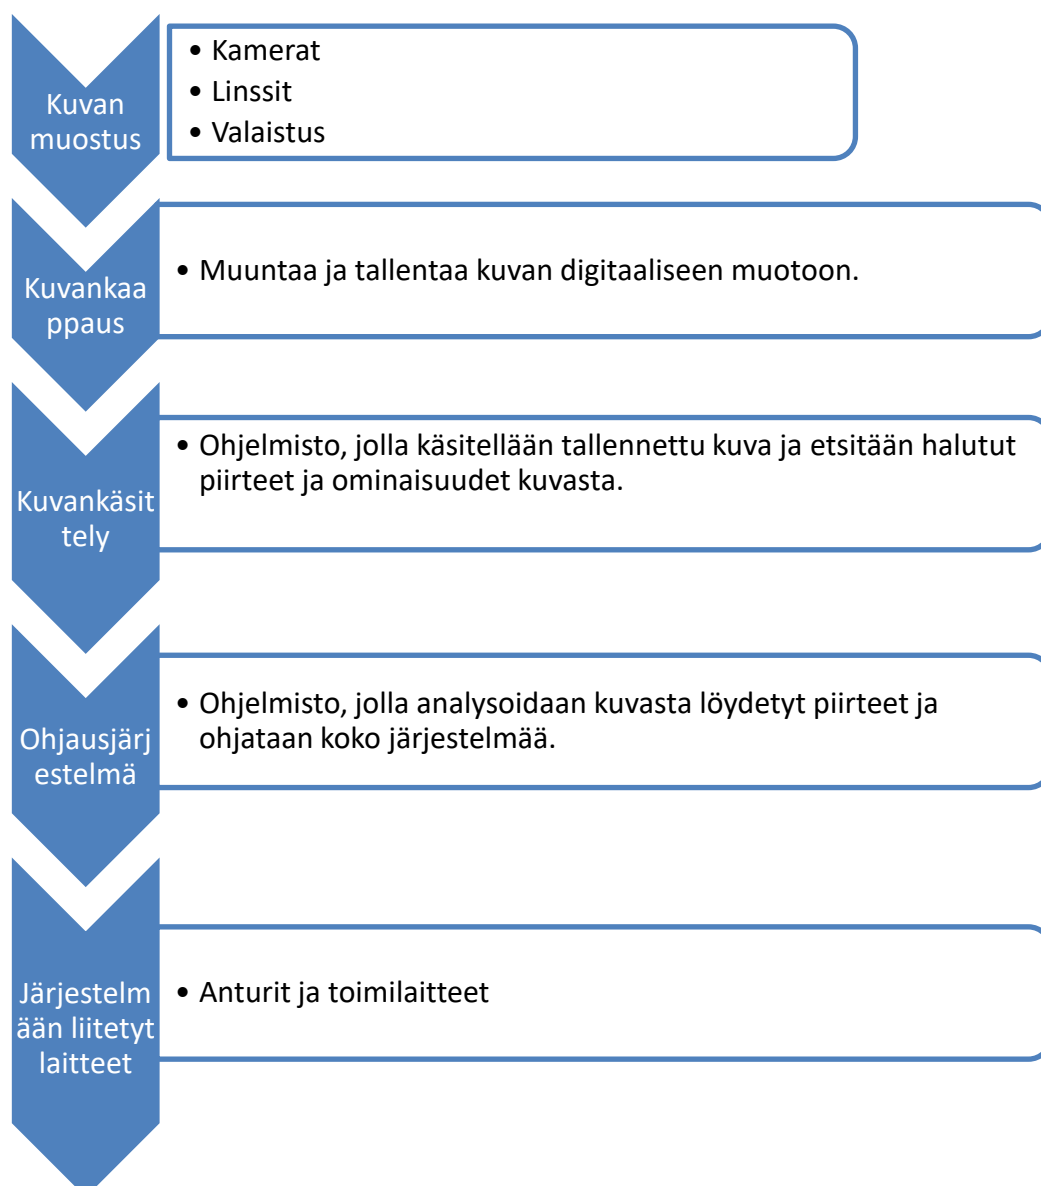 Kuvan
muostus
• Kamerat
• Linssit
• Valaistus
Kuvankaa
ppaus
• Muuntaa ja tallentaa kuvan digitaaliseen muotoon.
Kuvankäsit
tely
• Ohjelmisto, jolla käsitellään tallennettu kuva ja etsitään halutut
piirteet ja ominaisuudet kuvasta.
Ohjausjärj
estelmä
• Ohjelmisto, jolla analysoidaan kuvasta löydetyt piirteet ja
ohjataan koko järjestelmää.
Järjestelm
ään liitetyt
laitteet
• Anturit ja toimilaitteet